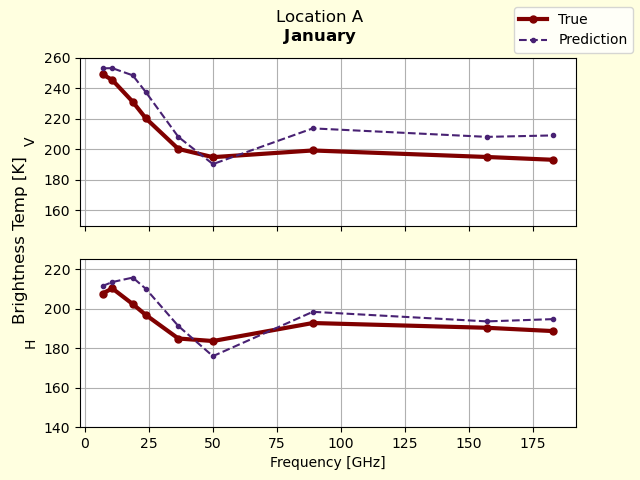 Location A
January
True
Prediction
Brightness Temp [K]
V
260
240
220
200
180
160
H
220
200
180
160
140
0
25
50
75
100
125
150
175
Frequency [GHz]